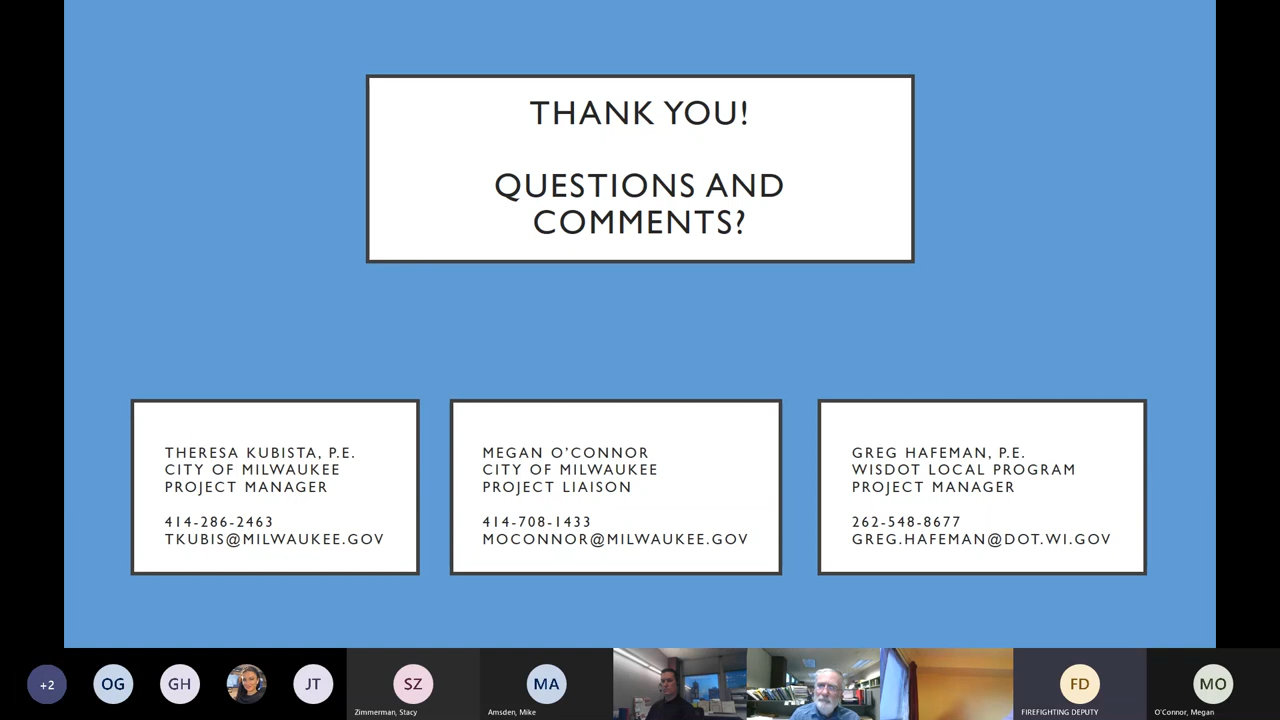 THANK YOU!
QUESTIONS AND
COMMENTS?
THERESA KUBISTA, P.E.
CITY OF MILWAUKEE
PROJECT MANAGER
414-286-2463
TKUBIS@MILWAUKEE.GOV
MEGAN O'CONNOR
CITY OF MILWAUKEE
PROJECT LIAISON
414-708-1433
MOCONNOR@MILWAUKEE.GOV
GREG HAFEMAN, P.E.
WISDOT LOCAL PROGRAM
PROJECT MANAGER
262-548-8677
GREG.HAFEMAN@DOT.WI.GOV
+2
OG
GH
JT
SZ
Zimmerman, Stacy
MA
Amsden, Mike
FD
FIREFIGHTING DEPUTY
MO
O'Connor, Megan